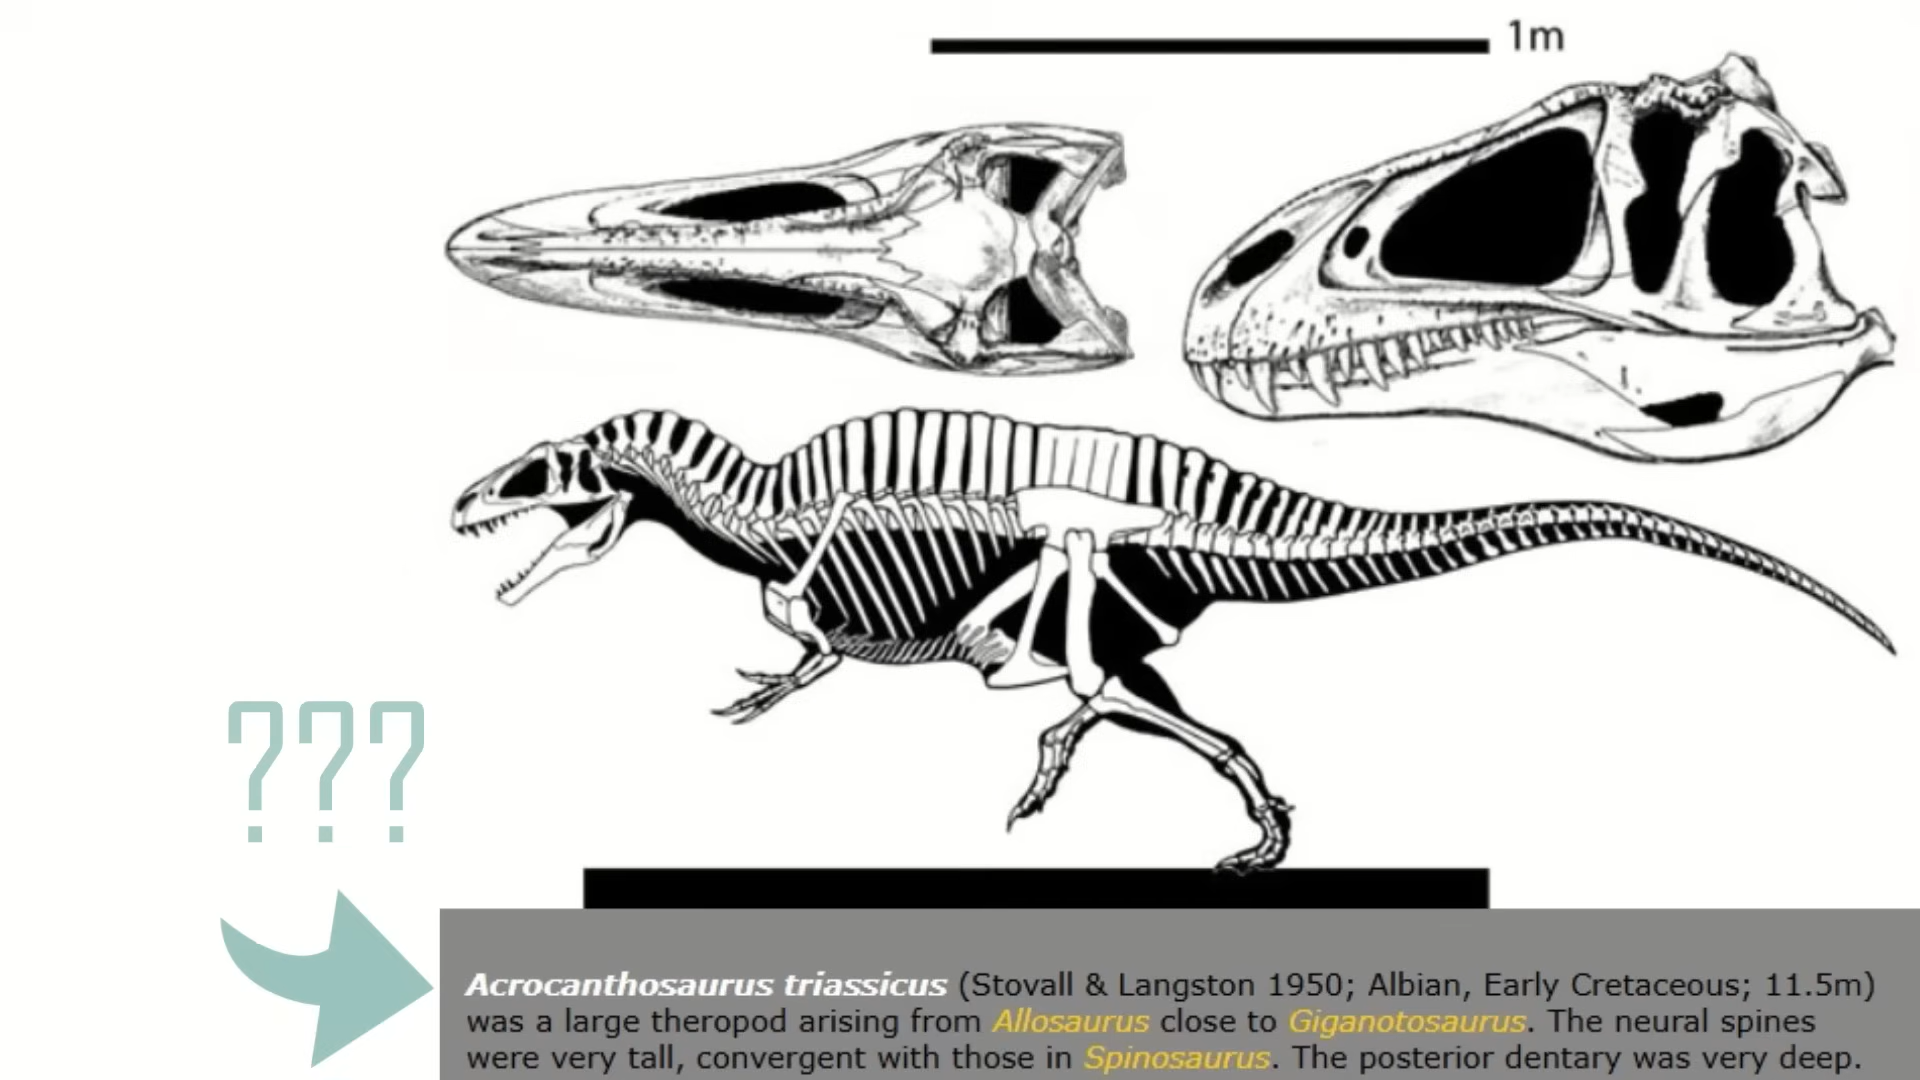 1m
???
Acrocanthosaurus triassicus (Stovall & Langston 1950; Albian, Early Cretaceous; 11.5m)
was a large theropod arising from Allosaurus close to Giganotosaurus. The neural spines
were very tall, convergent with those in Spinosaurus. The posterior dentary was very deep.